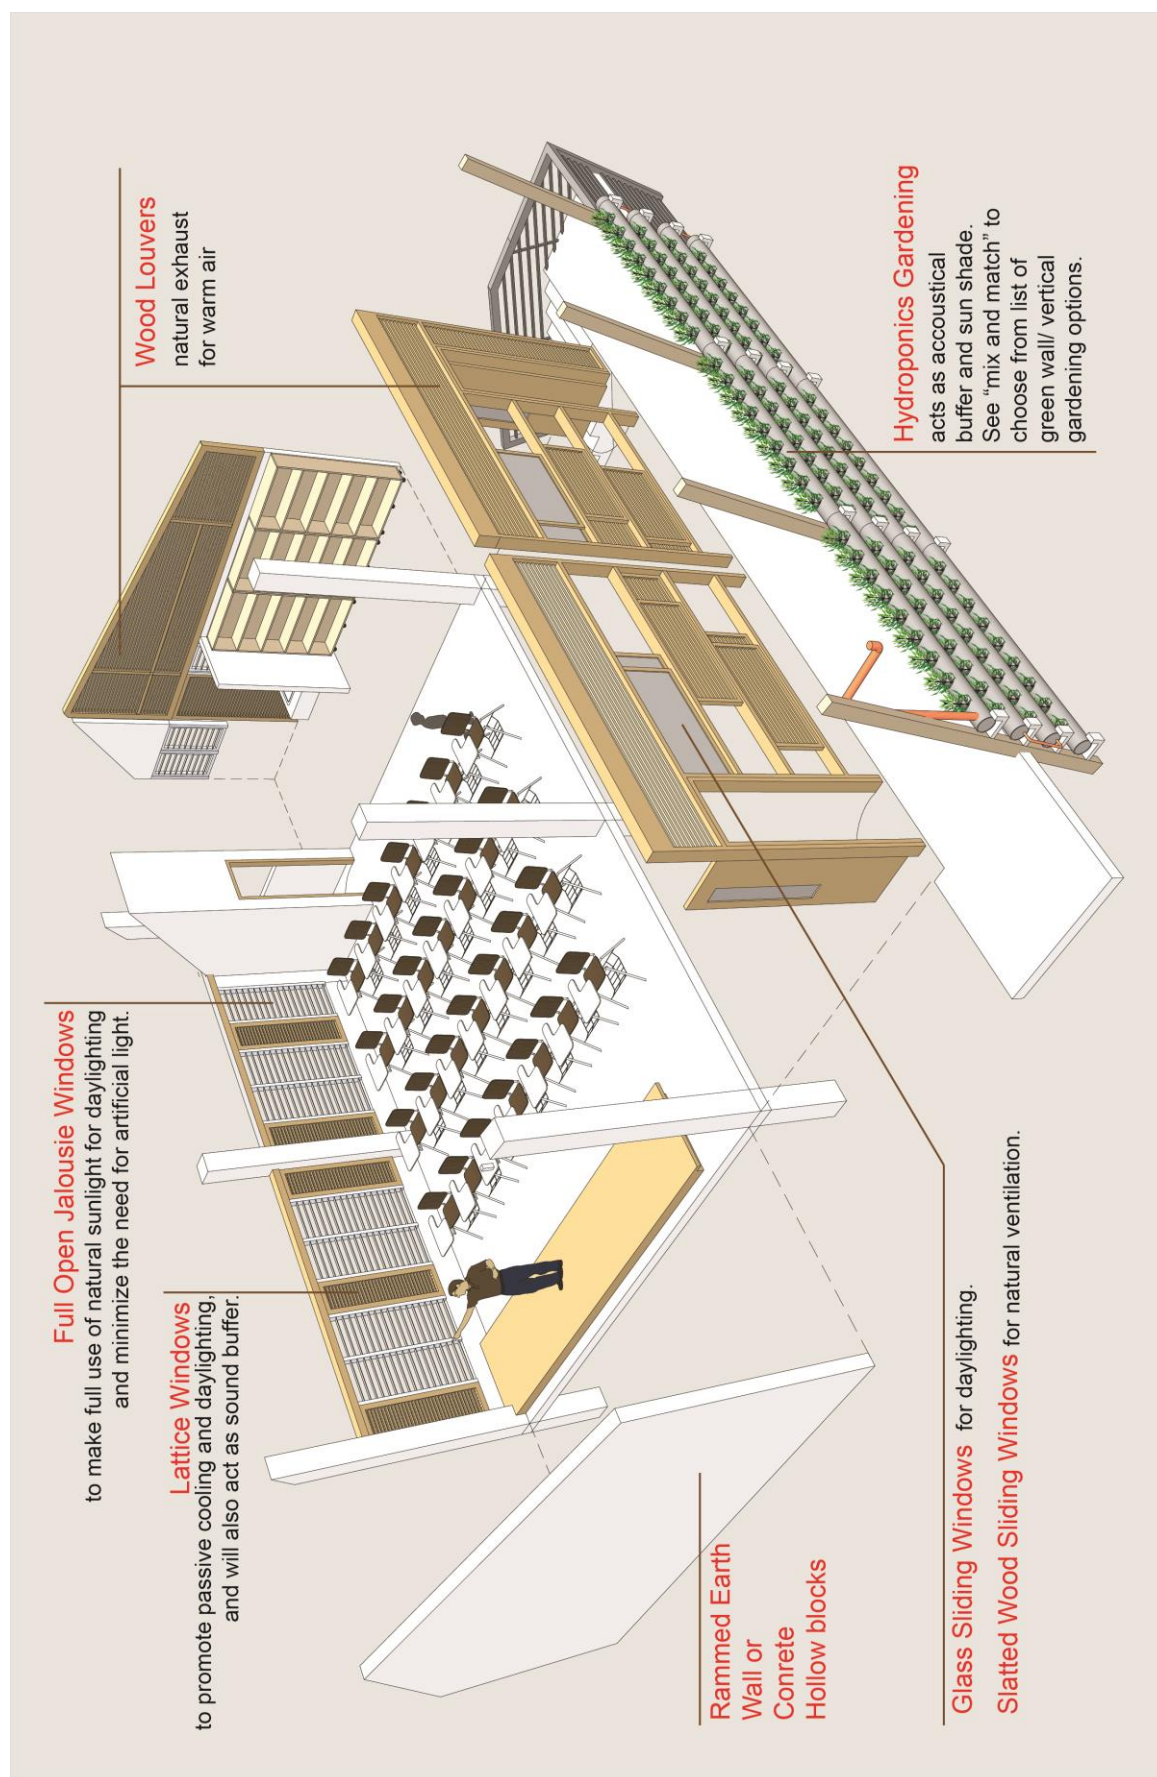 Full Open Jalousie Windows
to make full use of natural sunlight for daylighting
and minimize the need for artificial light.
Lattice Windows
to promote passive cooling and daylighting,
and will also act as sound buffer.
Wood Louvers
natural exhaust
for warm air
Rammed Earth
Wall or
Conrete
Hollow blocks
Glass Sliding Windows for daylighting.
Slatted Wood Sliding Windows for natural ventilation.
Hydroponics Gardening
acts as accoustical
buffer and sun shade.
See “mix and match” to
choose from list of
green wall/ vertical
gardening options.